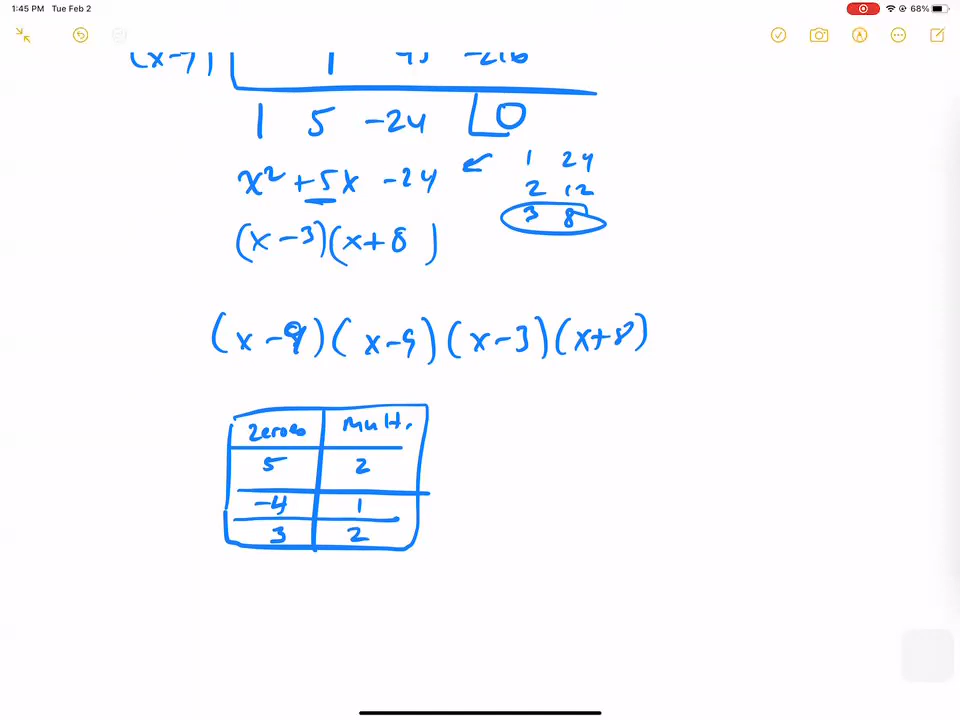 1:45 PM Tue Feb 2
68%
1 5 -24 0
x² +5x -24
1 24
2 12
3 8
(x -3)(x+8 )
(x -9)(x-9)(x-3)(x+8)
Zeroes Mult.
5 2
-4 1
3 2